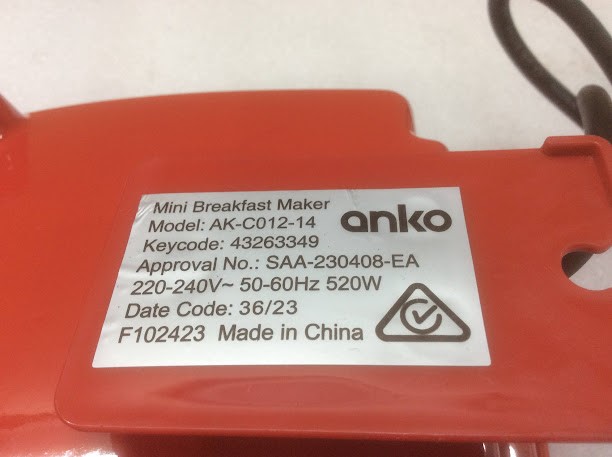 Mini Breakfast Maker
anko
Model: AK-C012-14
Keycode: 43263349
Approval No.: SAA-230408-EA
220-240V~ 50-60Hz 520W
Date Code: 36/23
F102423 Made in China